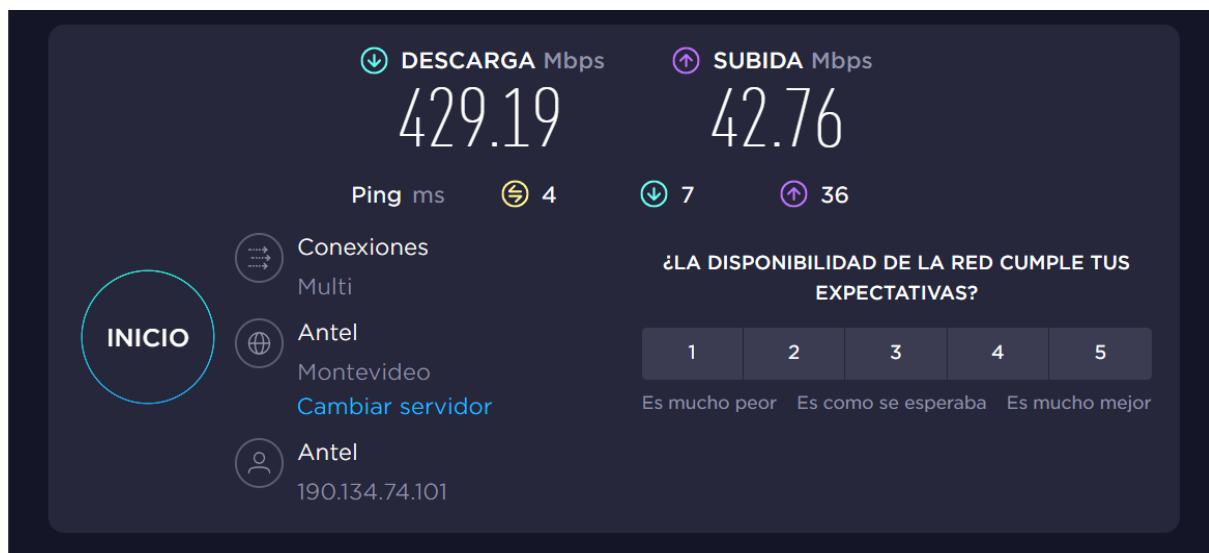 DESCARGA Mbps
429.19
SUBIDA Mbps
42.76
Ping ms 4 7 36
Conexiones
Multi
INICIO
Antel
Montevideo
Cambiar servidor
Antel
190.134.74.101
¿LA DISPONIBILIDAD DE LA RED CUMPLE TUS
EXPECTATIVAS?
1 2 3 4 5
Es mucho peor Es como se esperaba Es mucho mejor